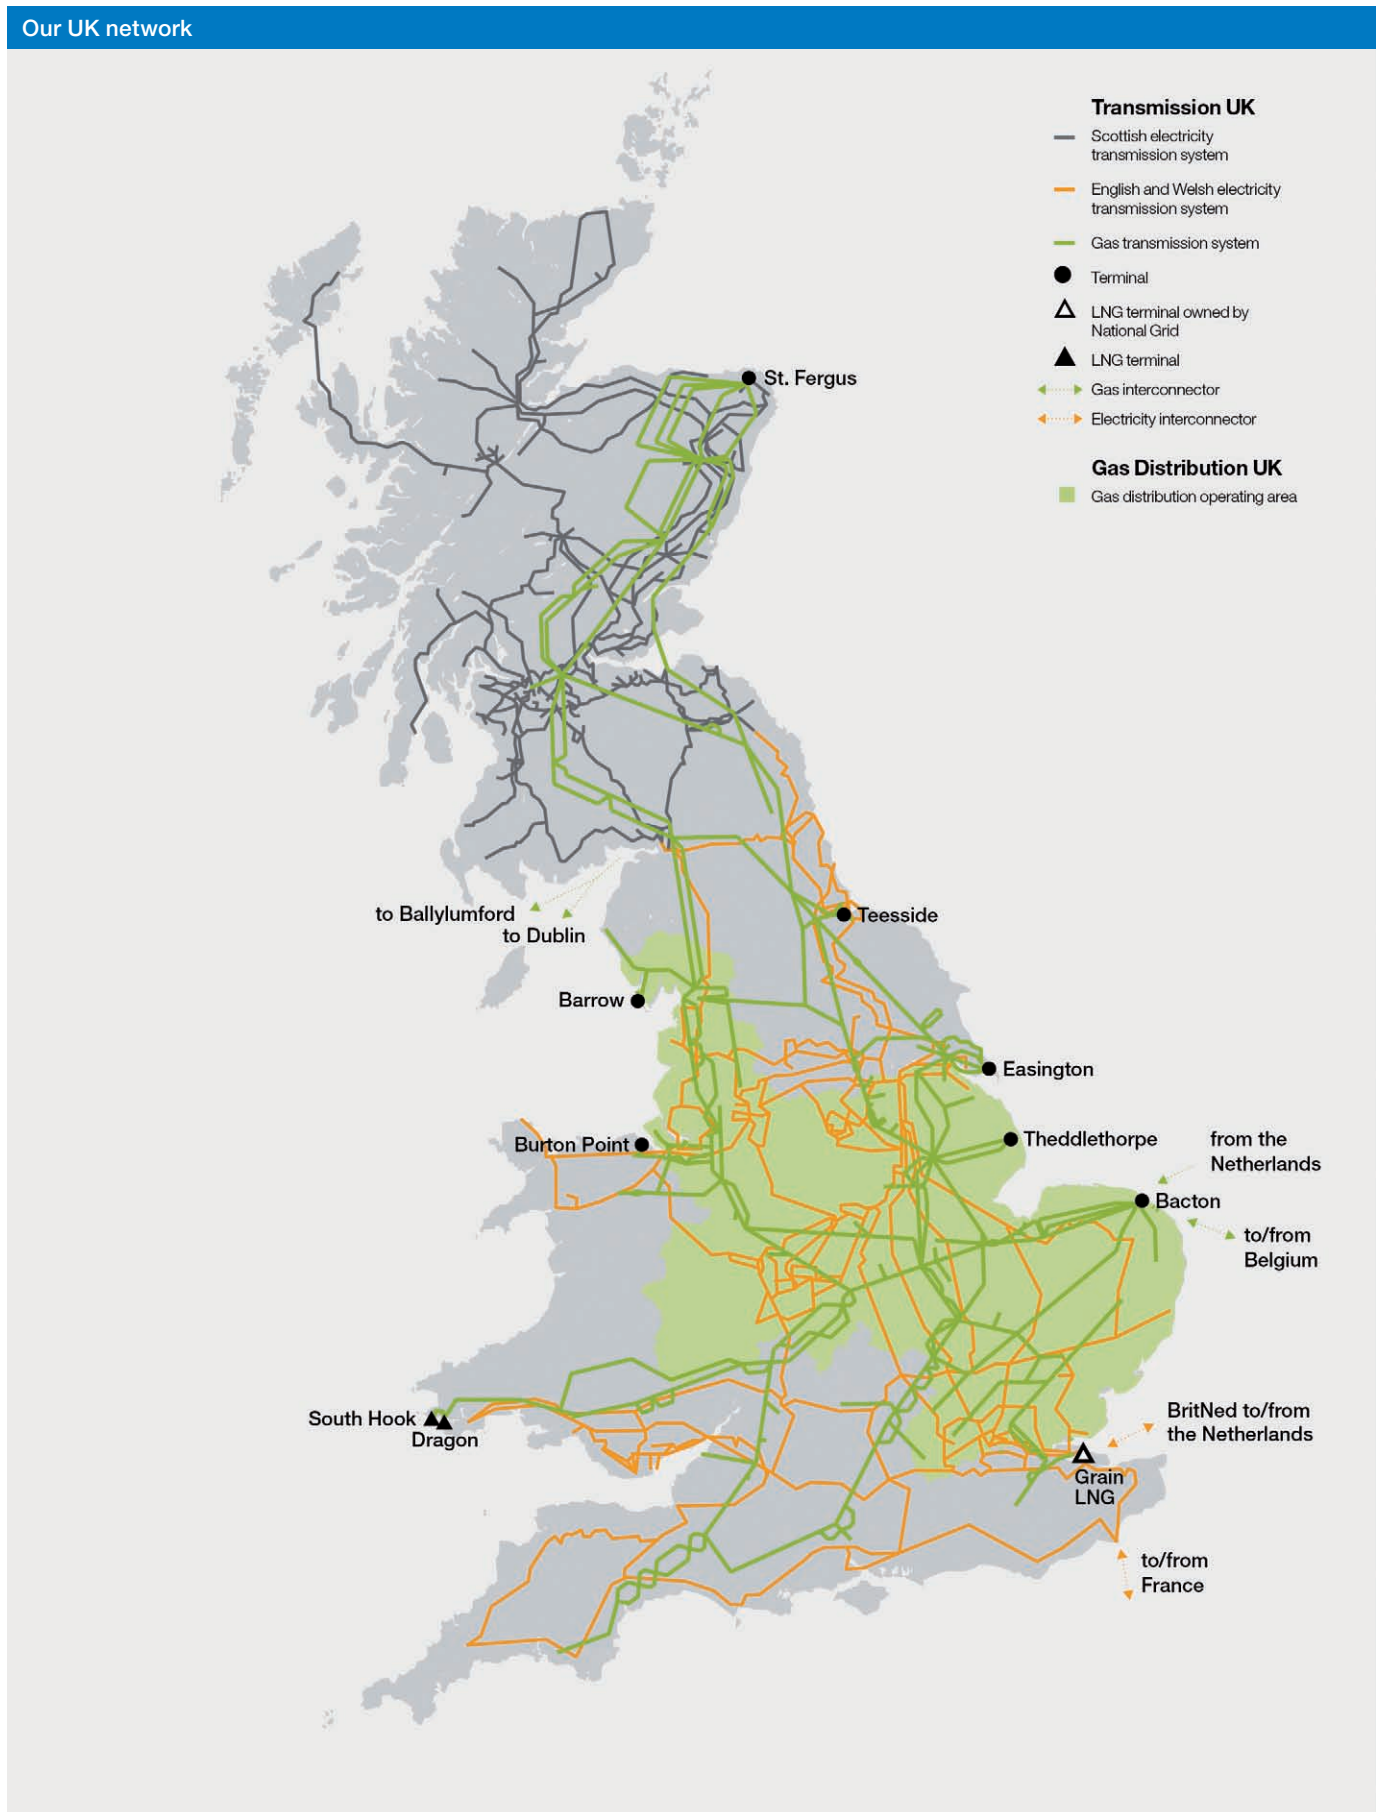 Our UK network
Transmission UK
Scottish electricity
transmission system
English and Welsh electricity
transmission system
Gas transmission system
Terminal
LNG terminal owned by
National Grid
LNG terminal
Gas interconnector
Electricity interconnector
Gas Distribution UK
Gas distribution operating area
St. Fergus
to Ballylumford
to Dublin
Teesside
Barrow
Easington
Burton Point
Theddlethorpe
from the
Netherlands
Bacton
to/from
Belgium
South Hook
Dragon
BritNed to/from
the Netherlands
Grain
LNG
to/from
France